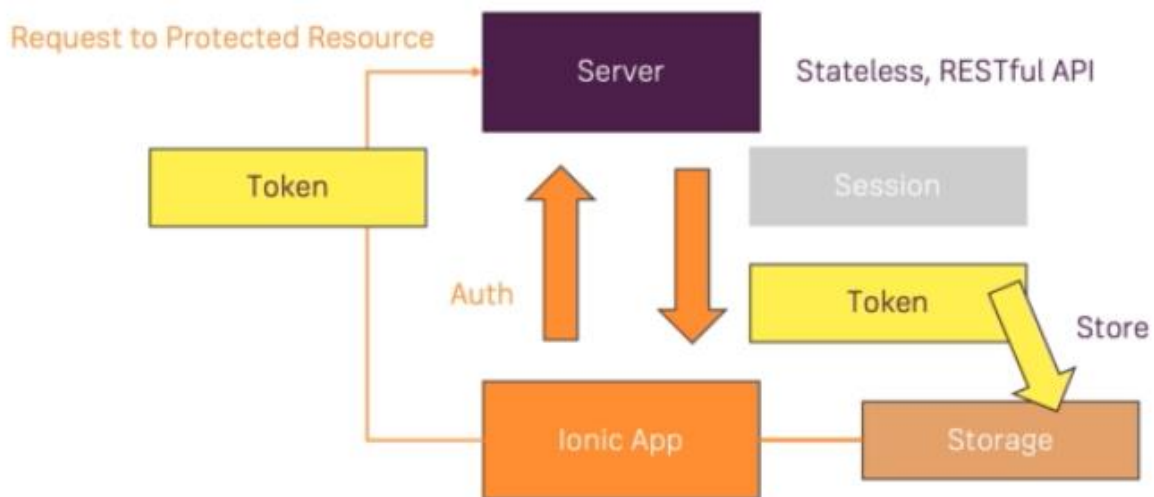 Request to Protected Resource
Server
Stateless, RESTful API
Token
Session
Auth
Token
Store
Ionic App
Storage